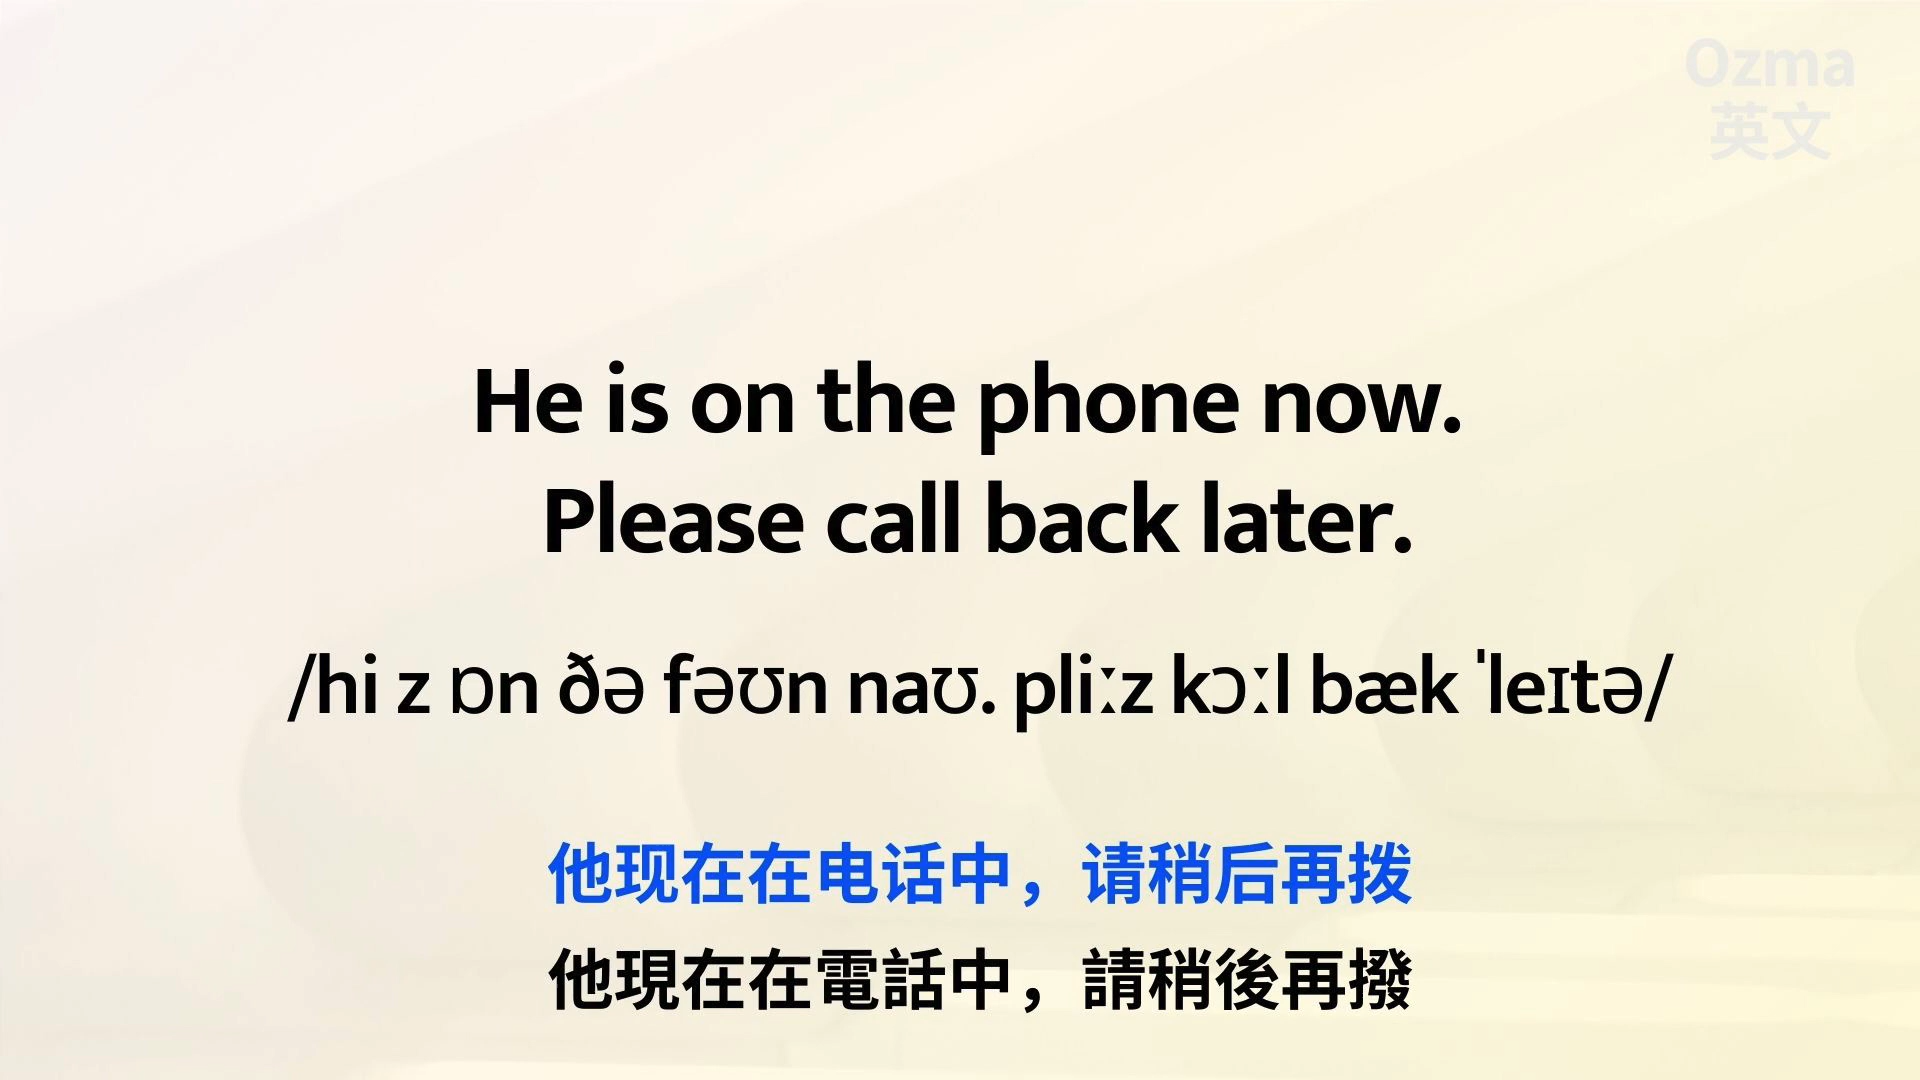 Ozma
英文
He is on the phone now.
Please call back later.
/hi z ɒn ðə fəʊn naʊ. pliːz kɔːl bæk ˈleɪtə/
他现在在电话中，请稍后再拨
他現在在電話中，請稍後再撥